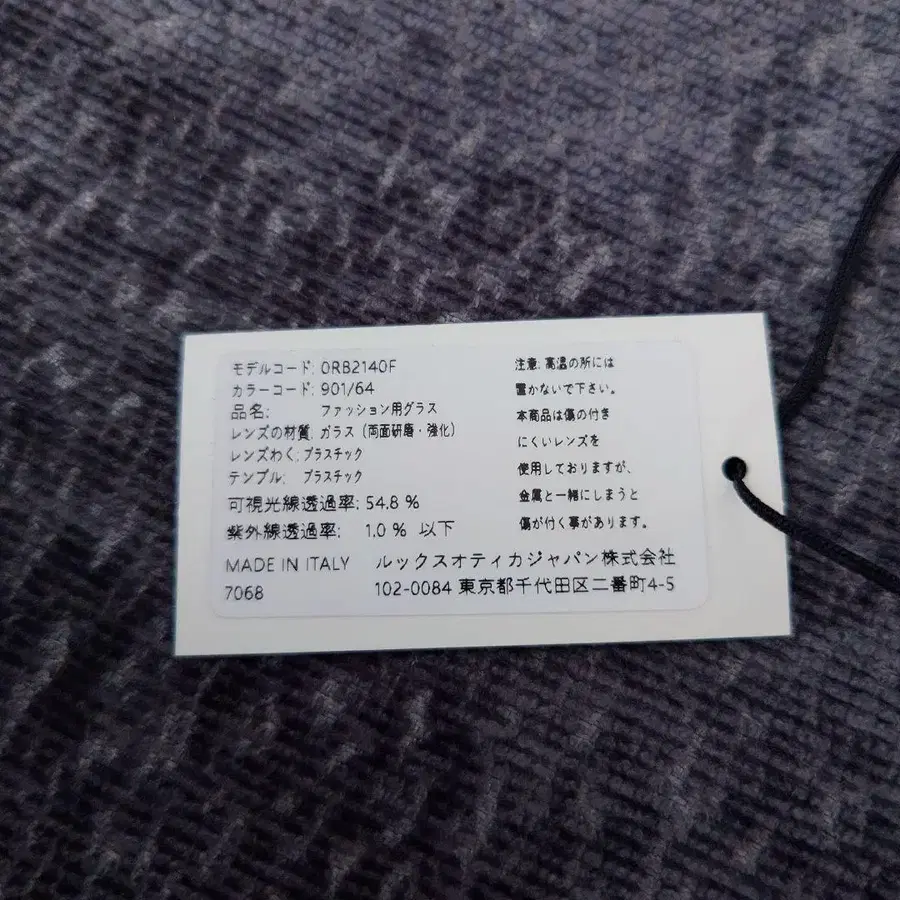 モデルコード: 0RB2140F
カラーコード: 901/64
品名: ファッション用グラス
レンズの材質: ガラス (両面研磨・強化)
レンズわく: プラスチック
テンプル: プラスチック
可視光線透過率: 54.8 %
紫外線透過率: 1.0 % 以下
注意: 高温の所には
置かないで下さい。
本商品は傷の付き
にくいレンズを
使用しておりますが、
金属と一緒にしまうと
傷が付く事があります。
MADE IN ITALY ルックスオティカジャパン株式会社
7068 102-0084 東京都千代田区二番町4-5